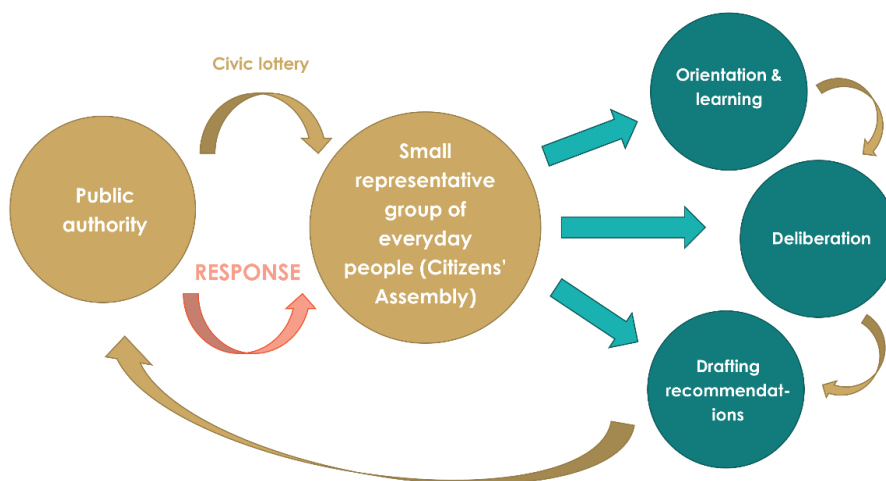 Civic lottery
Public
authority
RESPONSE
Small
representative
group of
everyday
people (Citizens’
Assembly)
Orientation &
learning
Deliberation
Drafting
recommendat-
ions